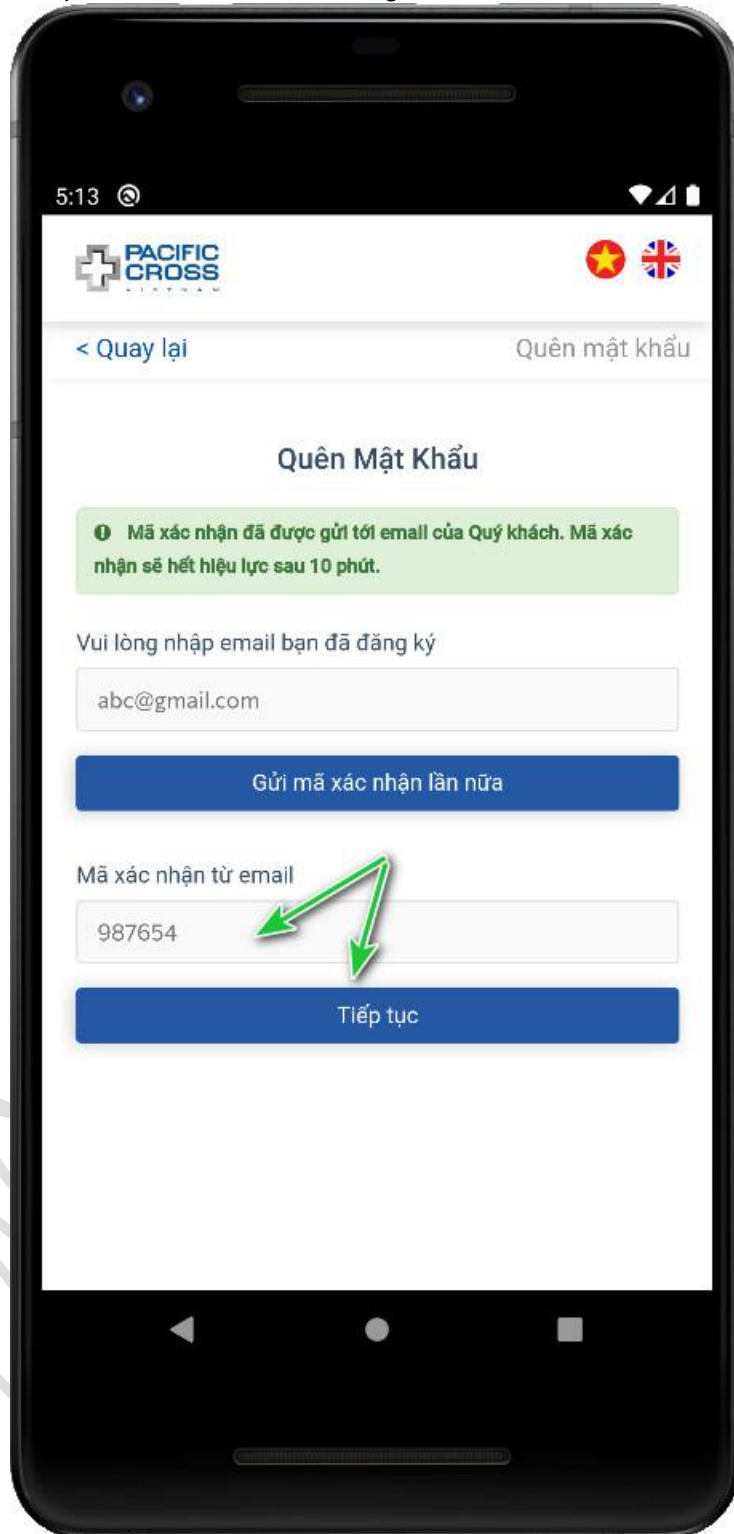 5:13
PACIFIC
CROSS
VIETNAM
< Quay lại
Quên mật khẩu
Quên Mật Khẩu
Mã xác nhận đã được gửi tới email của Quý khách. Mã xác
nhận sẽ hết hiệu lực sau 10 phút.
Vui lòng nhập email bạn đã đăng ký
abc@gmail.com
Gửi mã xác nhận lần nữa
Mã xác nhận từ email
987654
Tiếp tục